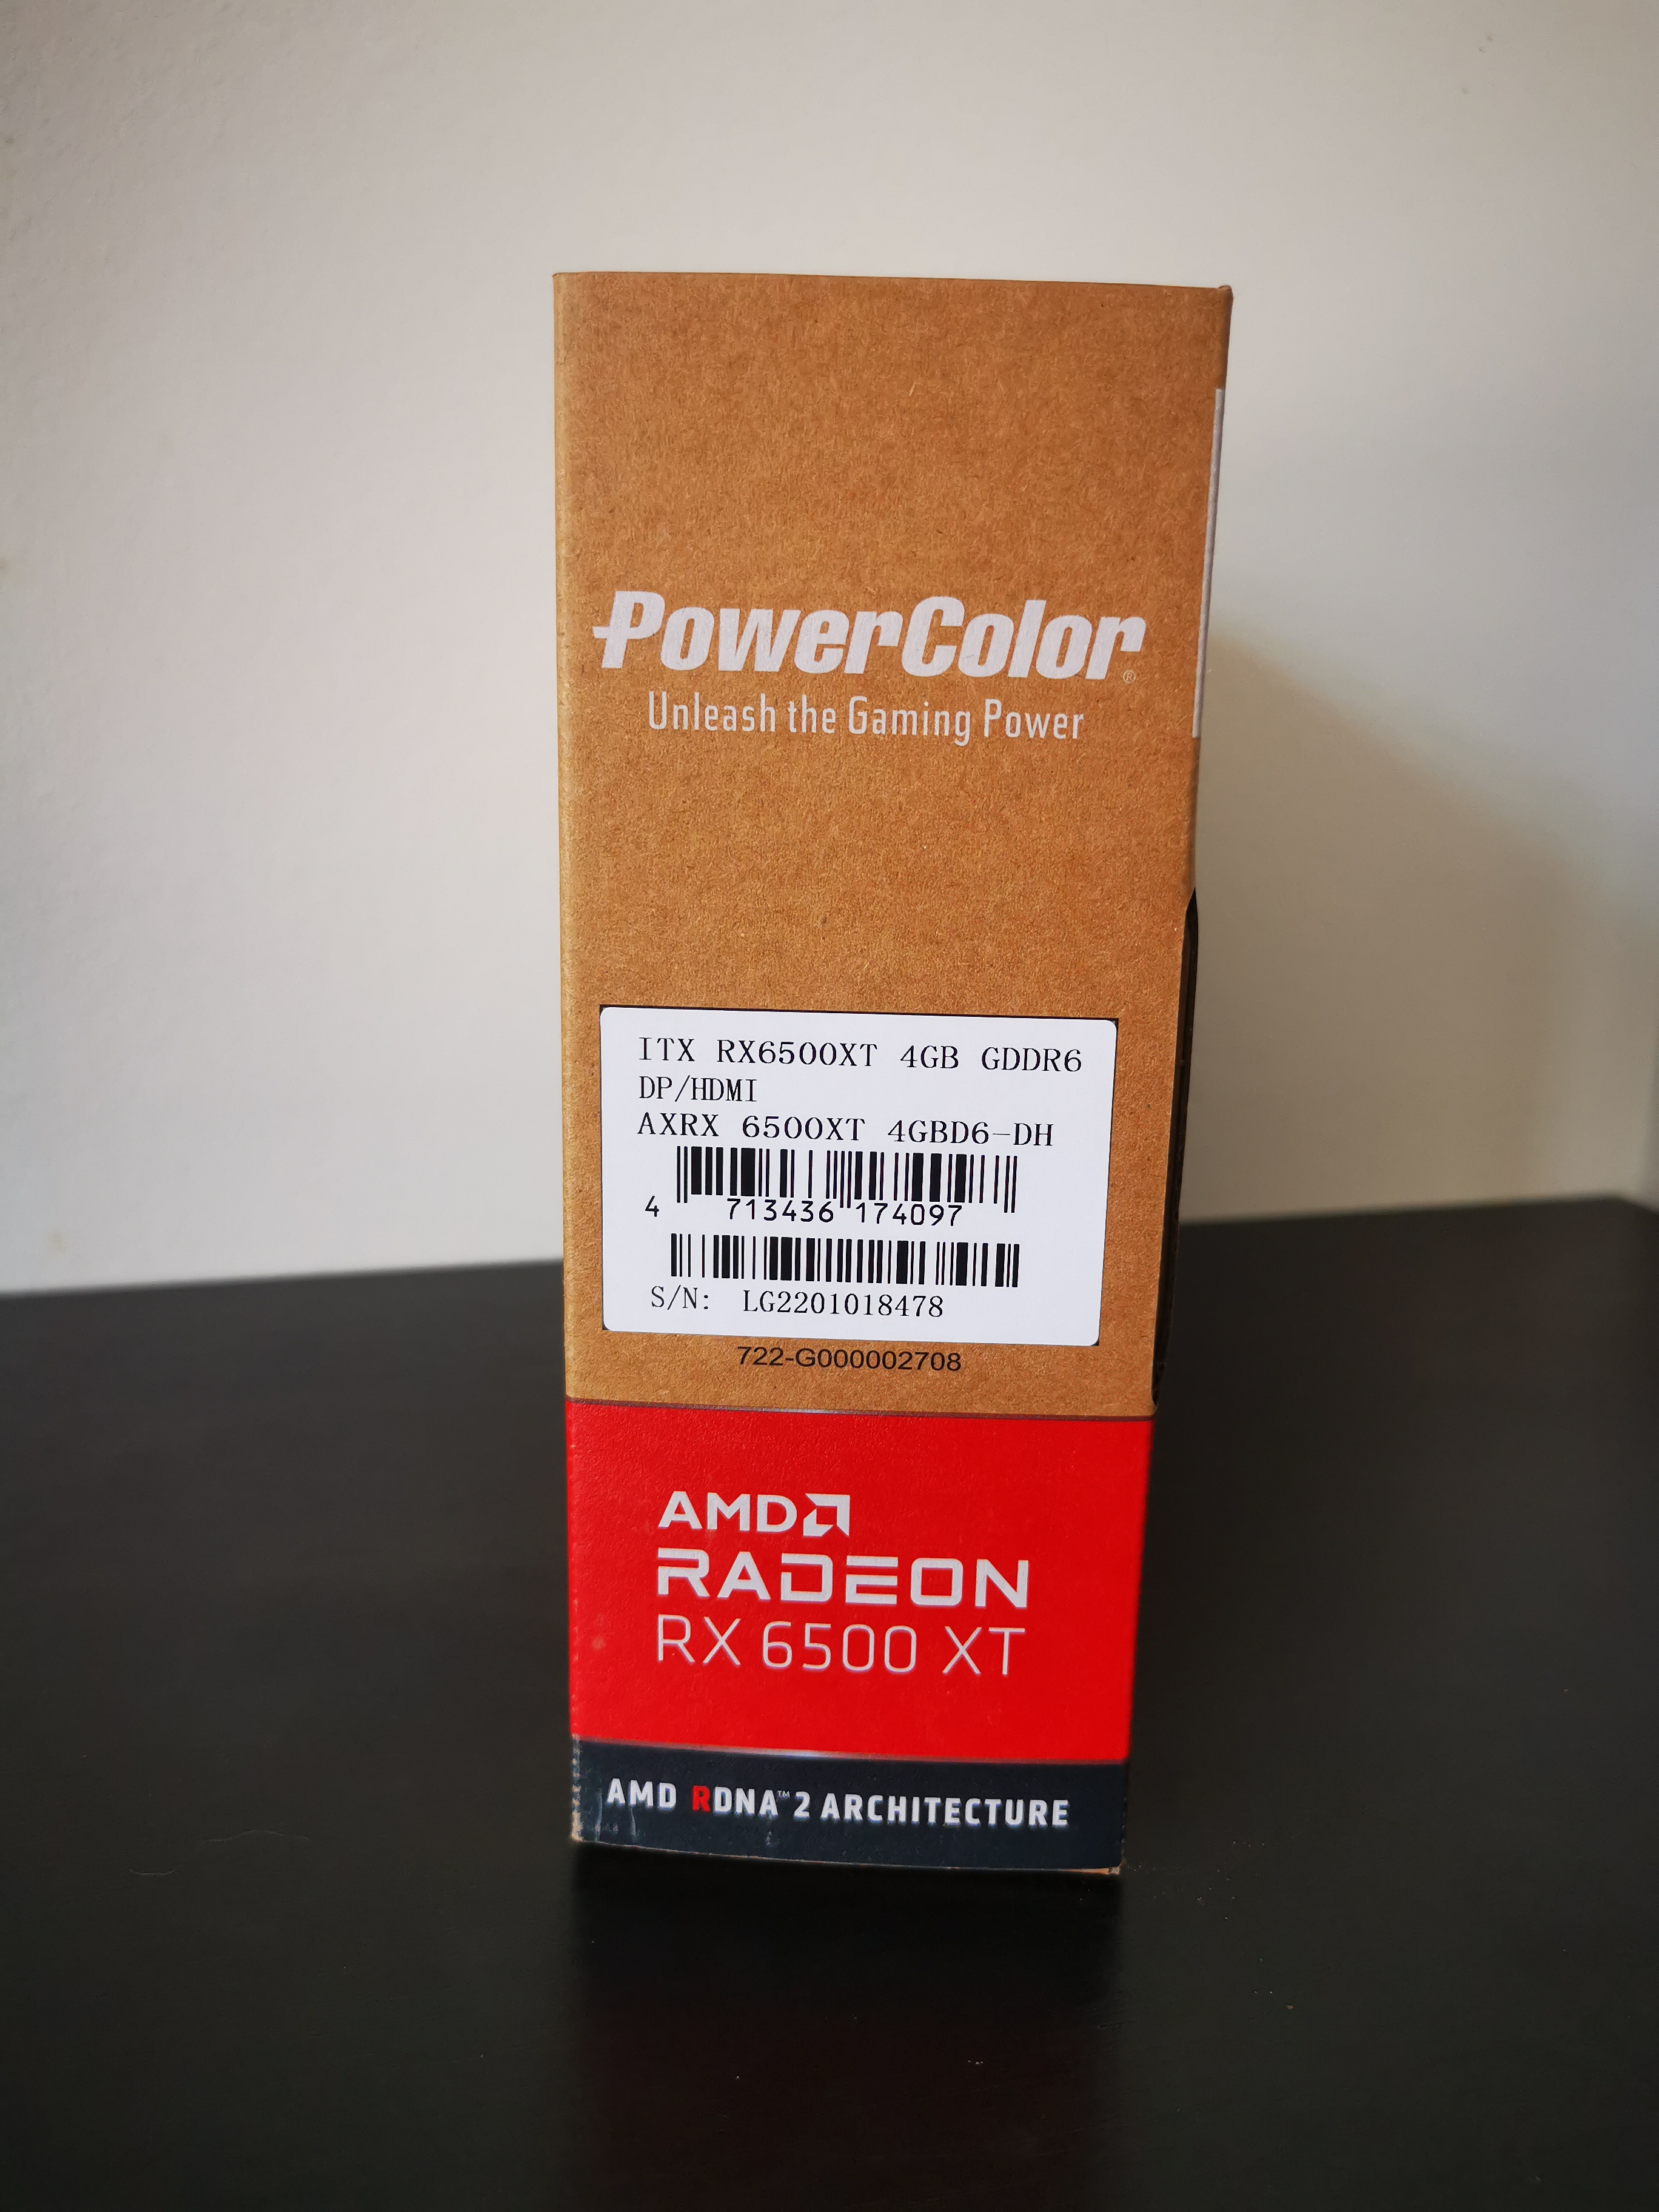 PowerColor®
Unleash the Gaming Power
ITX RX6500XT 4GB GDDR6
DP/HDMI
AXRX 6500XT 4GBD6-DH
4 713436 174097
S/N: LG2201018478
722-G000002708
AMD
RADEON
RX 6500 XT
AMD RDNA™ 2 ARCHITECTURE